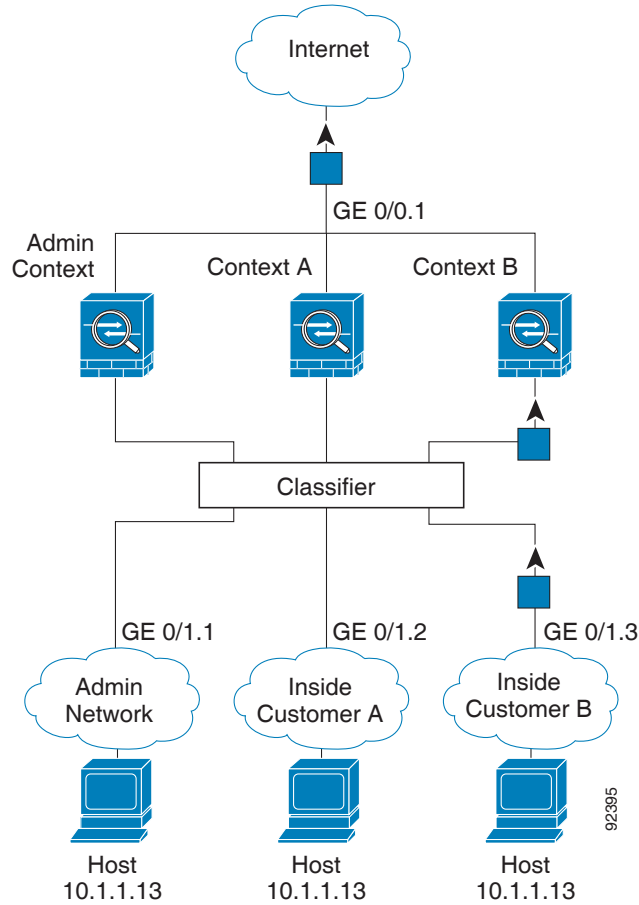 Internet
GE 0/0.1
Admin
Context
Context A
Context B
Classifier
GE 0/1.1
GE 0/1.2
GE 0/1.3
Admin
Network
Inside
Customer A
Inside
Customer B
92395
Host
10.1.1.13
Host
10.1.1.13
Host
10.1.1.13